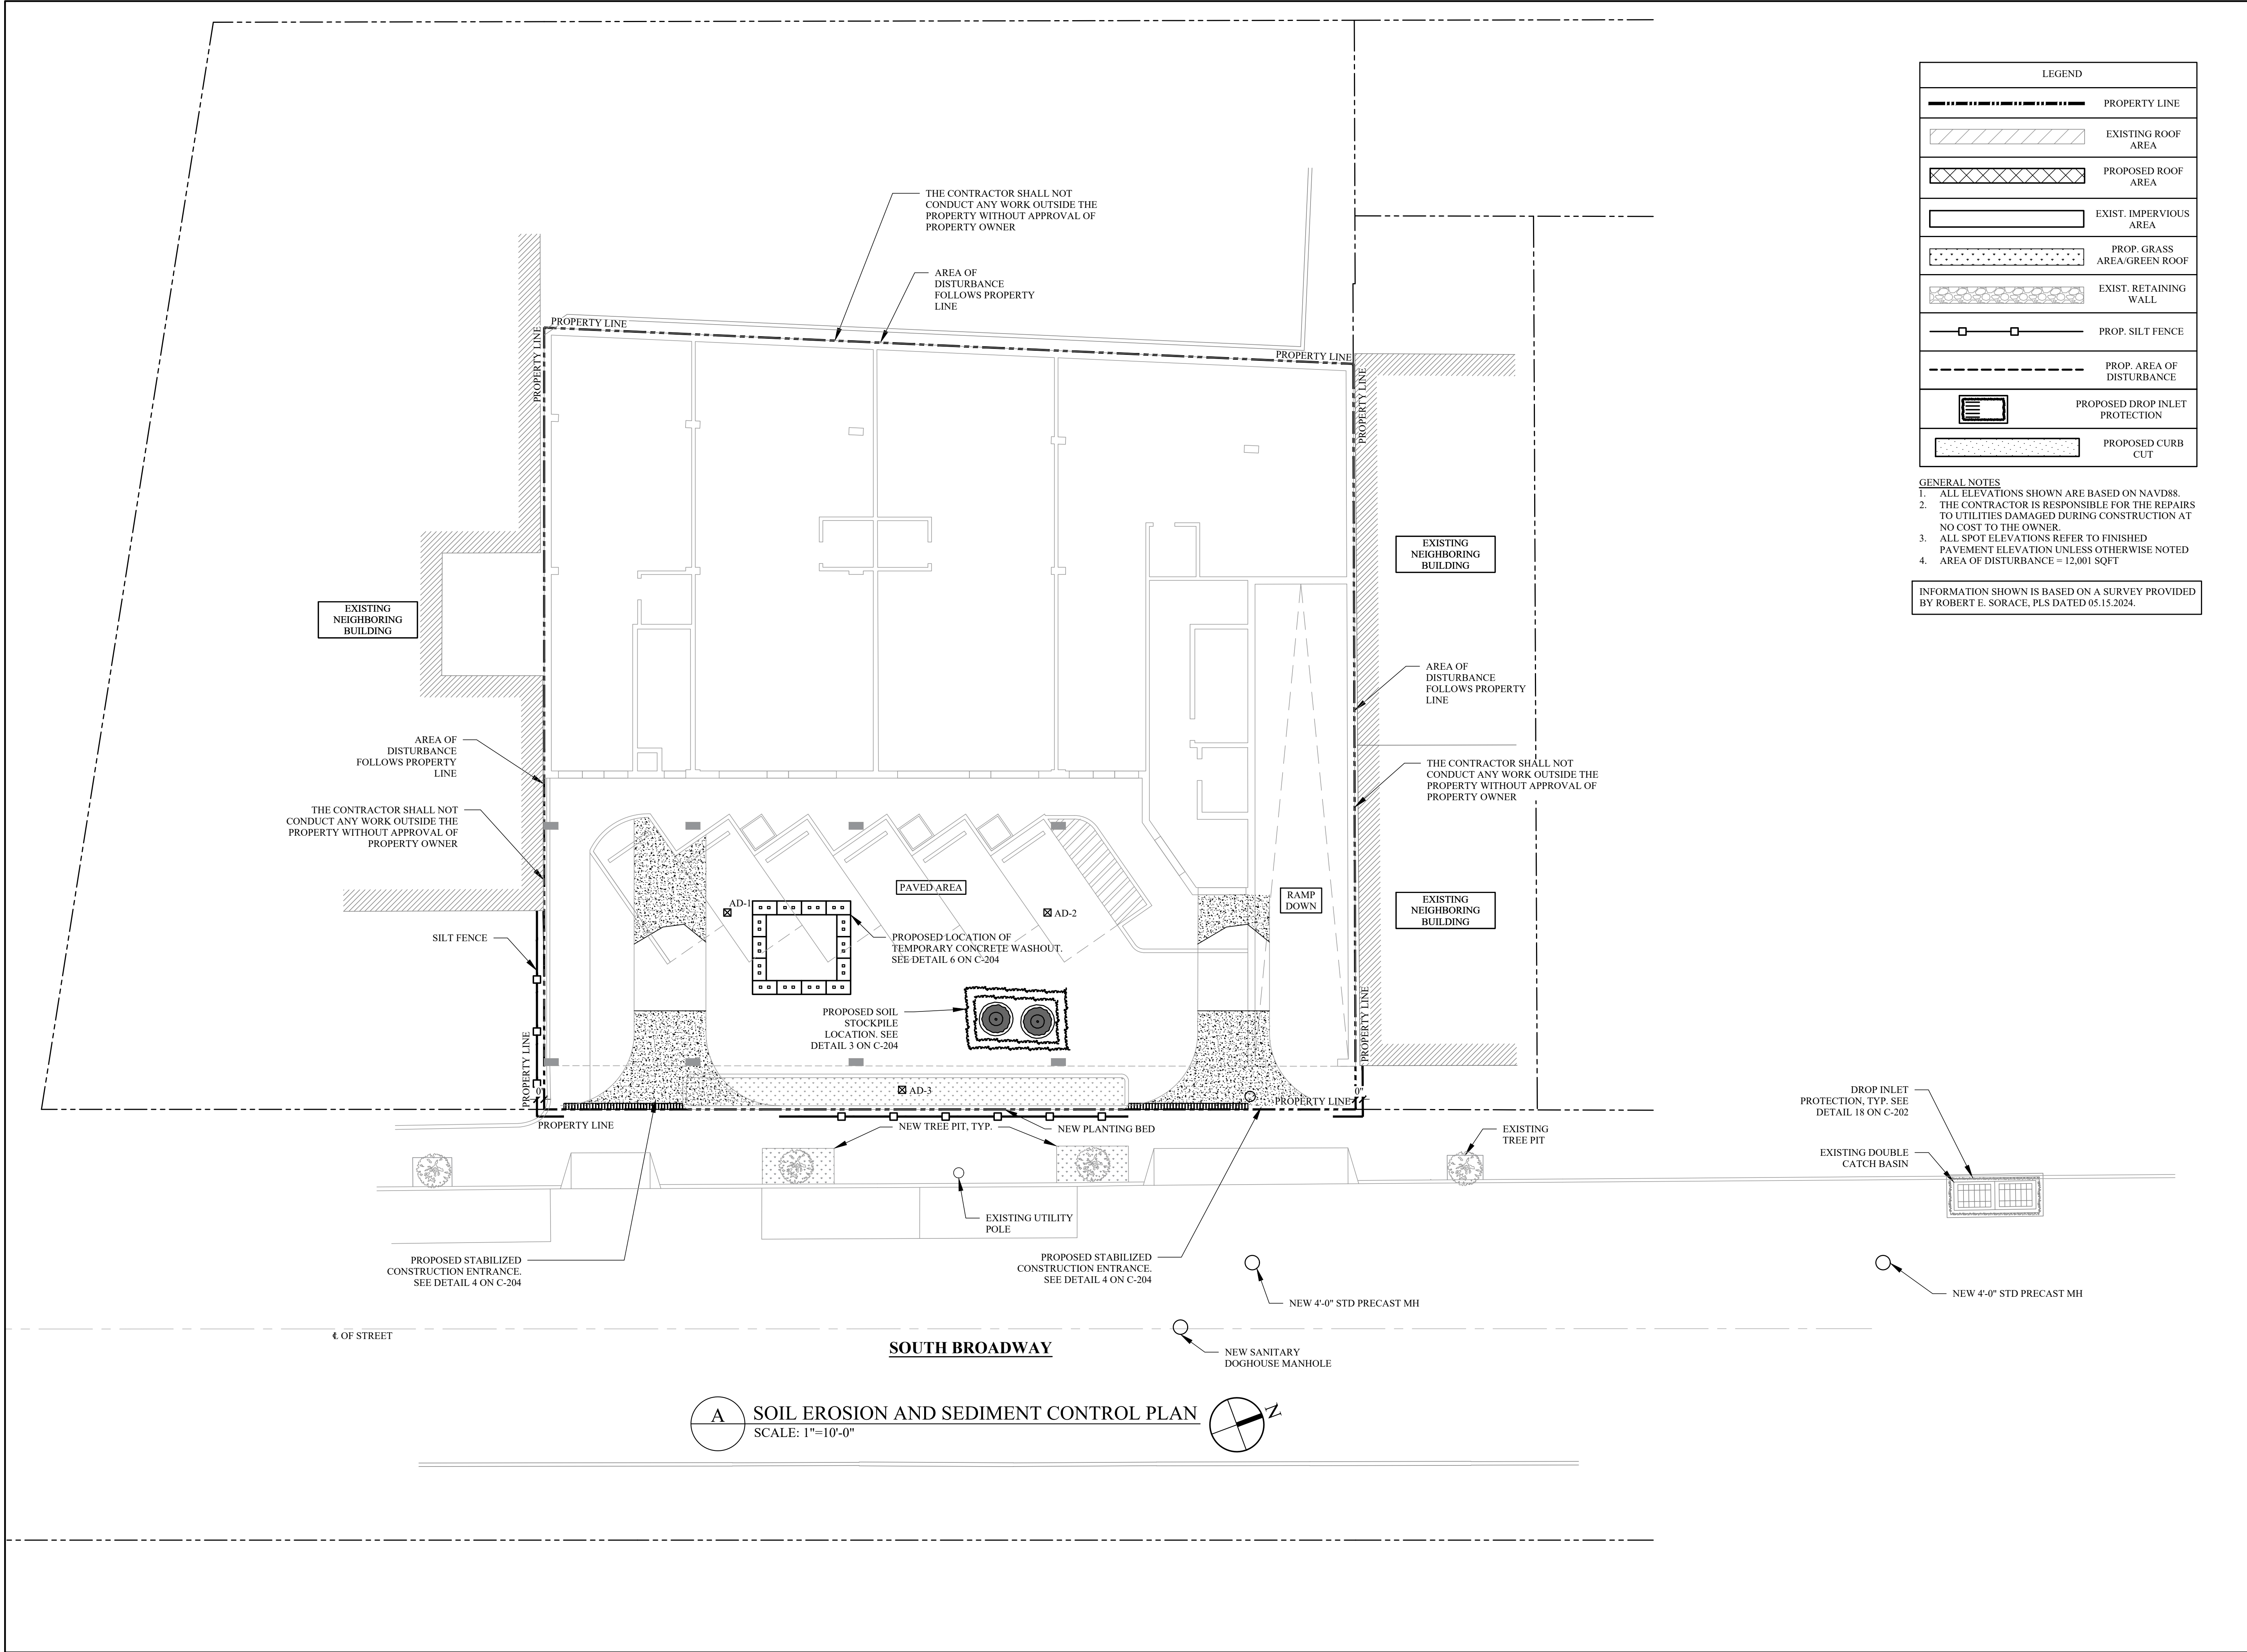 LEGEND
PROPERTY LINE
EXISTING ROOF
AREA
PROPOSED ROOF
AREA
EXIST. IMPERVIOUS
AREA
PROP. GRASS
AREA/GREEN ROOF
EXIST. RETAINING
WALL
PROP. SILT FENCE
PROP. AREA OF
DISTURBANCE
PROPOSED DROP INLET
PROTECTION
PROPOSED CURB
CUT
GENERAL NOTES
1. ALL ELEVATIONS SHOWN ARE BASED ON NAVD88.
2. THE CONTRACTOR IS RESPONSIBLE FOR THE REPAIRS
TO UTILITIES DAMAGED DURING CONSTRUCTION AT
NO COST TO THE OWNER.
3. ALL SPOT ELEVATIONS REFER TO FINISHED
PAVEMENT ELEVATION UNLESS OTHERWISE NOTED
4. AREA OF DISTURBANCE = 12,001 SQFT
INFORMATION SHOWN IS BASED ON A SURVEY PROVIDED
BY ROBERT E. SORACE, PLS DATED 05.15.2024.
THE CONTRACTOR SHALL NOT
CONDUCT ANY WORK OUTSIDE THE
PROPERTY WITHOUT APPROVAL OF
PROPERTY OWNER
AREA OF
DISTURBANCE
FOLLOWS PROPERTY
LINE
PROPERTY LINE
PROPERTY LINE
PROPERTY LINE
PROPERTY LINE
EXISTING
NEIGHBORING
BUILDING
EXISTING
NEIGHBORING
BUILDING
AREA OF
DISTURBANCE
FOLLOWS PROPERTY
LINE
AREA OF
DISTURBANCE
FOLLOWS PROPERTY
LINE
THE CONTRACTOR SHALL NOT
CONDUCT ANY WORK OUTSIDE THE
PROPERTY WITHOUT APPROVAL OF
PROPERTY OWNER
THE CONTRACTOR SHALL NOT
CONDUCT ANY WORK OUTSIDE THE
PROPERTY WITHOUT APPROVAL OF
PROPERTY OWNER
PAVED AREA
RAMP
DOWN
EXISTING
NEIGHBORING
BUILDING
AD-1
AD-2
SILT FENCE
PROPOSED LOCATION OF
TEMPORARY CONCRETE WASHOUT.
SEE DETAIL 6 ON C-204
PROPOSED SOIL
STOCKPILE
LOCATION. SEE
DETAIL 3 ON C-204
PROPERTY LINE
PROPERTY LINE
AD-3
0"
PROPERTY LINE
PROPERTY LINE
NEW TREE PIT, TYP.
NEW PLANTING BED
EXISTING
TREE PIT
DROP INLET
PROTECTION, TYP. SEE
DETAIL 18 ON C-202
EXISTING DOUBLE
CATCH BASIN
EXISTING UTILITY
POLE
PROPOSED STABILIZED
CONSTRUCTION ENTRANCE.
SEE DETAIL 4 ON C-204
PROPOSED STABILIZED
CONSTRUCTION ENTRANCE.
SEE DETAIL 4 ON C-204
NEW 4'-0" STD PRECAST MH
NEW 4'-0" STD PRECAST MH
℄ OF STREET
SOUTH BROADWAY
NEW SANITARY
DOGHOUSE MANHOLE
A
SOIL EROSION AND SEDIMENT CONTROL PLAN
SCALE: 1"=10'-0"
N